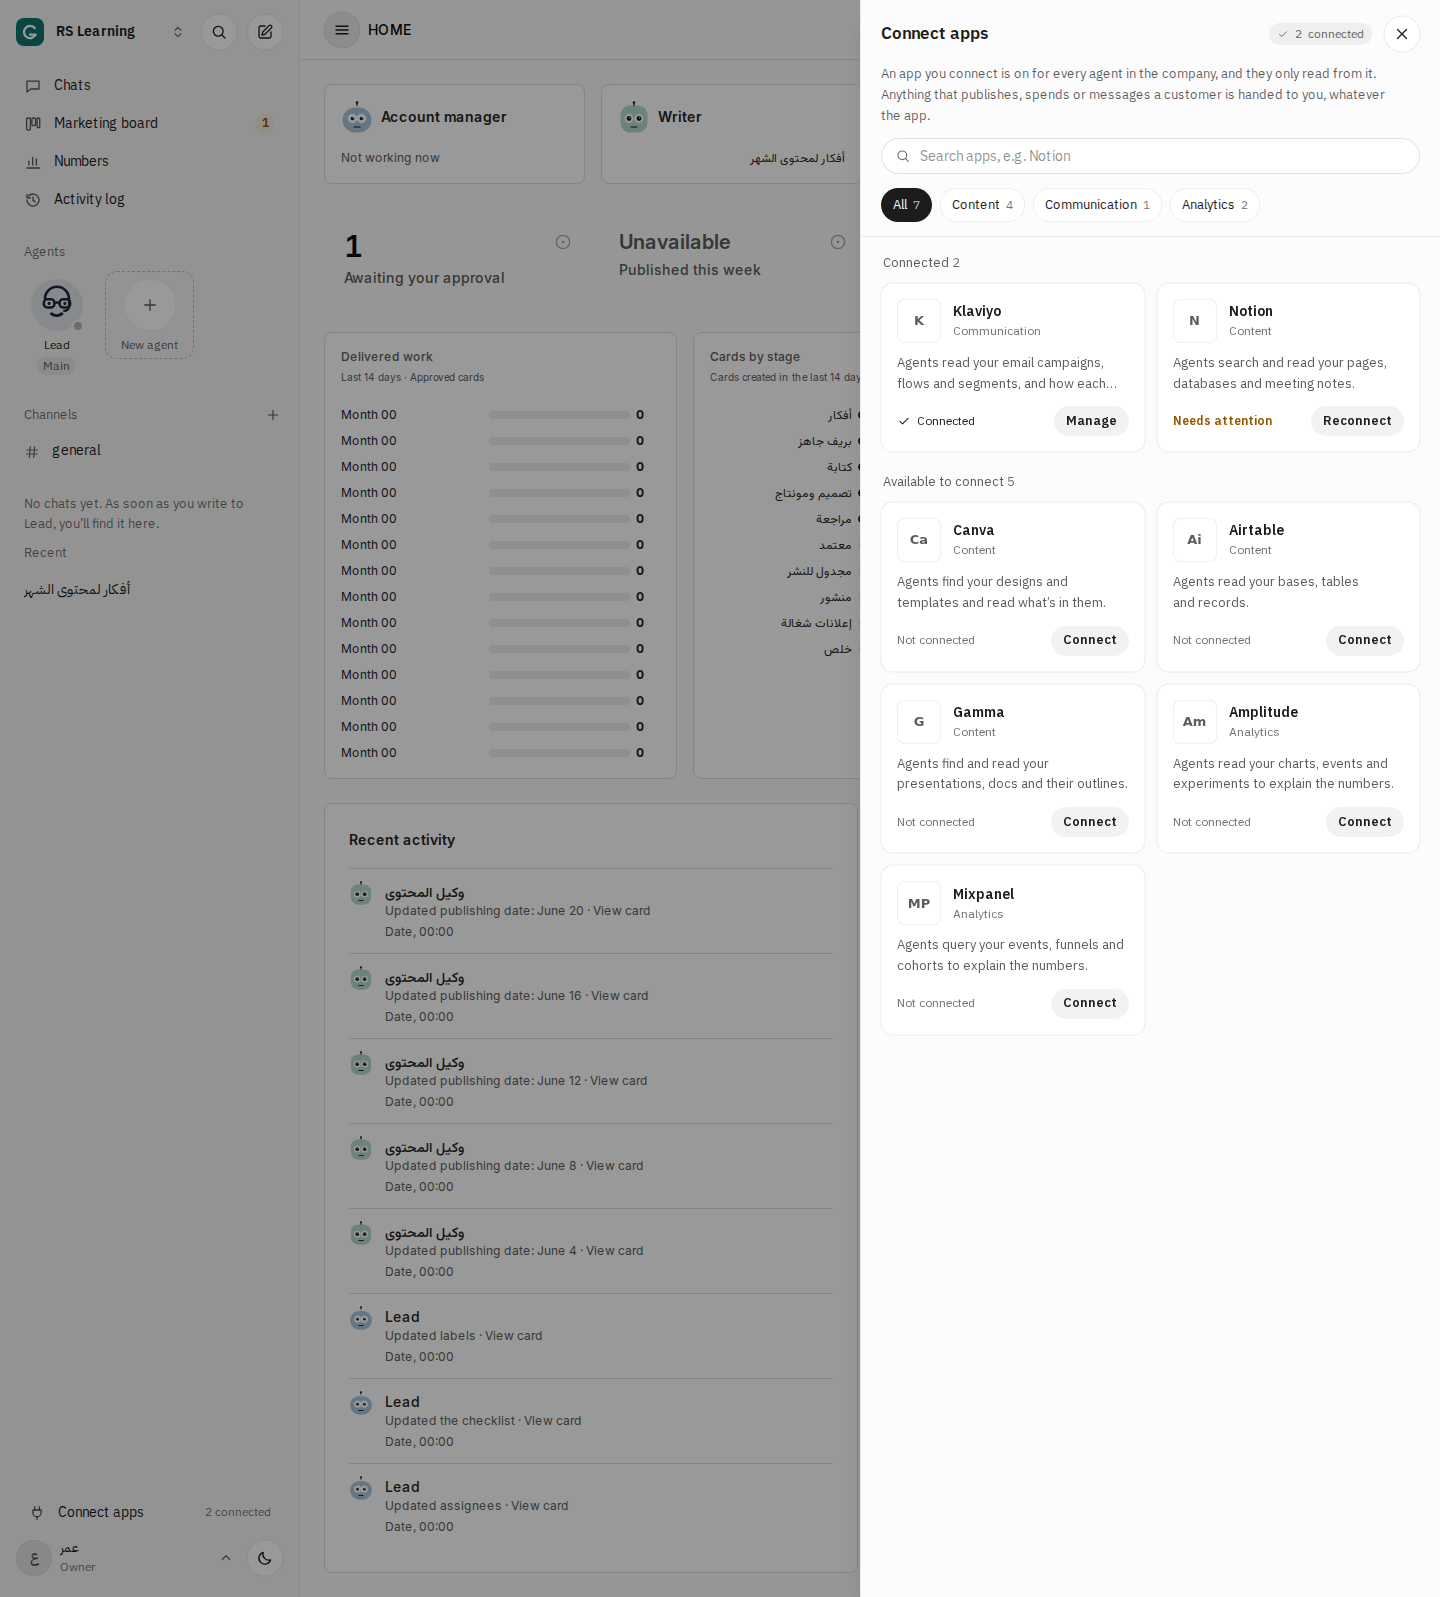 RS Learning
Chats
Marketing board
1
Numbers
Activity log
Agents
Lead
Main
New agent
Channels
general
No chats yet. As soon as you write to
Lead, you'll find it here.
Recent
أفكار لمحتوى الشهر
Connect apps
2 connected
ع
عمر
Owner
HOME
Account manager
Not working now
Writer
أفكار لمحتوى الشهر
1
Awaiting your approval
Unavailable
Published this week
Delivered work
Last 14 days · Approved cards
Month 00 0
Month 00 0
Month 00 0
Month 00 0
Month 00 0
Month 00 0
Month 00 0
Month 00 0
Month 00 0
Month 00 0
Month 00 0
Month 00 0
Month 00 0
Month 00 0
Cards by stage
Cards created in the last 14 day
أفكار
بريف جاهز
كتابة
تصميم ومونتاج
مراجعة
معتمد
مجدول للنشر
منشور
إعلانات شغالة
خلص
Recent activity
وكيل المحتوى
Updated publishing date: June 20 · View card
Date, 00:00
وكيل المحتوى
Updated publishing date: June 16 · View card
Date, 00:00
وكيل المحتوى
Updated publishing date: June 12 · View card
Date, 00:00
وكيل المحتوى
Updated publishing date: June 8 · View card
Date, 00:00
وكيل المحتوى
Updated publishing date: June 4 · View card
Date, 00:00
Lead
Updated labels · View card
Date, 00:00
Lead
Updated the checklist · View card
Date, 00:00
Lead
Updated assignees · View card
Date, 00:00
Connect apps
2 connected
An app you connect is on for every agent in the company, and they only read from it.
Anything that publishes, spends or messages a customer is handed to you, whatever
the app.
Search apps, e.g. Notion
All 7
Content 4
Communication 1
Analytics 2
Connected 2
K
Klaviyo
Communication
Agents read your email campaigns,
flows and segments, and how each…
Connected
Manage
N
Notion
Content
Agents search and read your pages,
databases and meeting notes.
Needs attention
Reconnect
Available to connect 5
Ca
Canva
Content
Agents find your designs and
templates and read what's in them.
Not connected
Connect
Ai
Airtable
Content
Agents read your bases, tables
and records.
Not connected
Connect
G
Gamma
Content
Agents find and read your
presentations, docs and their outlines.
Not connected
Connect
Am
Amplitude
Analytics
Agents read your charts, events and
experiments to explain the numbers.
Not connected
Connect
MP
Mixpanel
Analytics
Agents query your events, funnels and
cohorts to explain the numbers.
Not connected
Connect